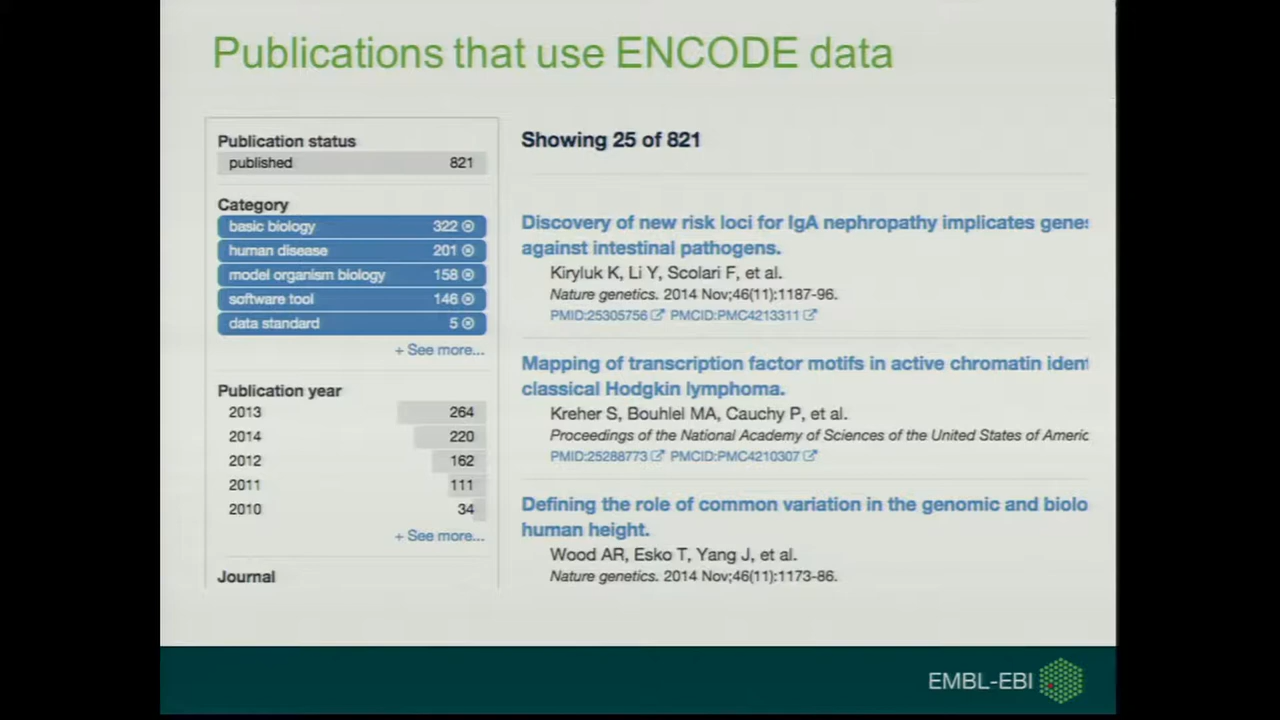 Publications that use ENCODE data
Publication status
published 821
Category
basic biology 322
human disease 201
model organism biology 158
software tool 146
data standard 5
+ See more...
Publication year
2013 264
2014 220
2012 162
2011 111
2010 34
+ See more...
Journal
Showing 25 of 821
Discovery of new risk loci for IgA nephropathy implicates genes
against intestinal pathogens.
Kiryluk K, Li Y, Scolari F, et al.
Nature genetics. 2014 Nov;46(11):1187-96.
PMID:25305756 PMCID:PMC4213311
Mapping of transcription factor motifs in active chromatin iden
classical Hodgkin lymphoma.
Kreher S, Bouhlel MA, Cauchy P, et al.
Proceedings of the National Academy of Sciences of the United States of Americ
PMID:25288773 PMCID:PMC4210307
Defining the role of common variation in the genomic and biolo
human height.
Wood AR, Esko T, Yang J, et al.
Nature genetics. 2014 Nov;46(11):1173-86.
EMBL-EBI